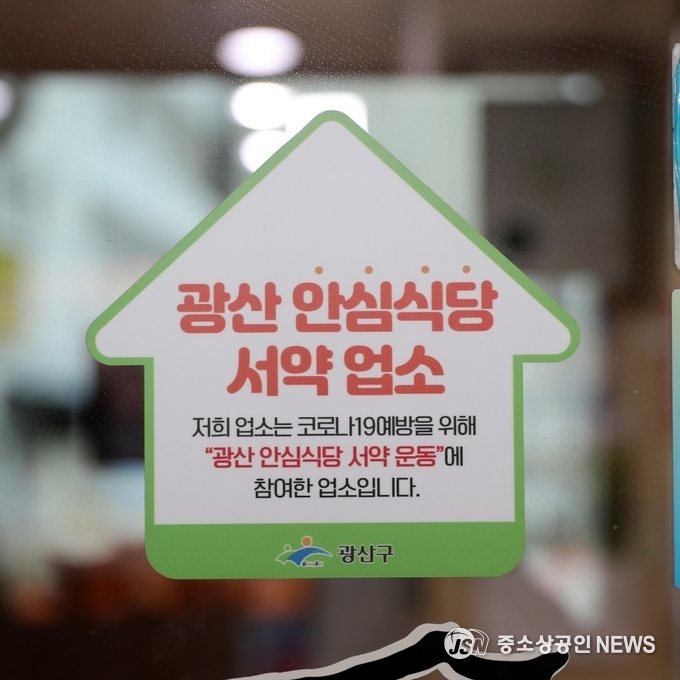 광산 안심식당
서약 업소
저희 업소는 코로나19예방을 위해
“광산 안심식당 서약 운동”에
참여한 업소입니다.
광산구
JSN 중소상공인 NEWS